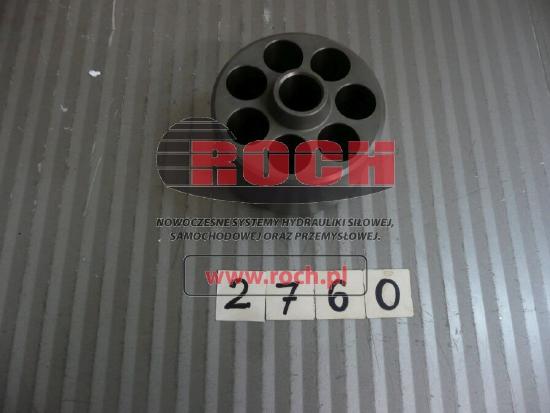 ROCH
NOWOCZESNE SYSTEMY HYDRAULIKI SIŁOWEJ,
SAMOCHODOWEJ ORAZ PRZEMYSŁOWEJ.
www.roch.pl
2760